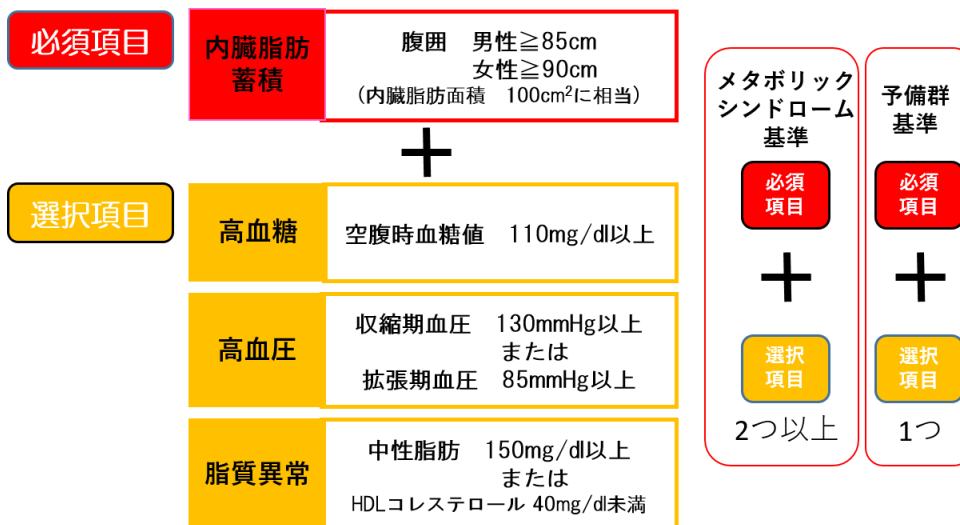 必須項目
内臓脂肪
蓄積
腹囲　男性≧85cm
女性≧90cm
（内臓脂肪面積　100cm²に相当）
＋
選択項目
高血糖
空腹時血糖値　110mg/dl以上
高血圧
収縮期血圧　130mmHg以上
または
拡張期血圧　85mmHg以上
脂質異常
中性脂肪　150mg/dl以上
または
HDLコレステロール 40mg/dl未満
メタボリック
シンドローム
基準
必須
項目
＋
選択
項目
2つ以上
予備群
基準
必須
項目
＋
選択
項目
1つ